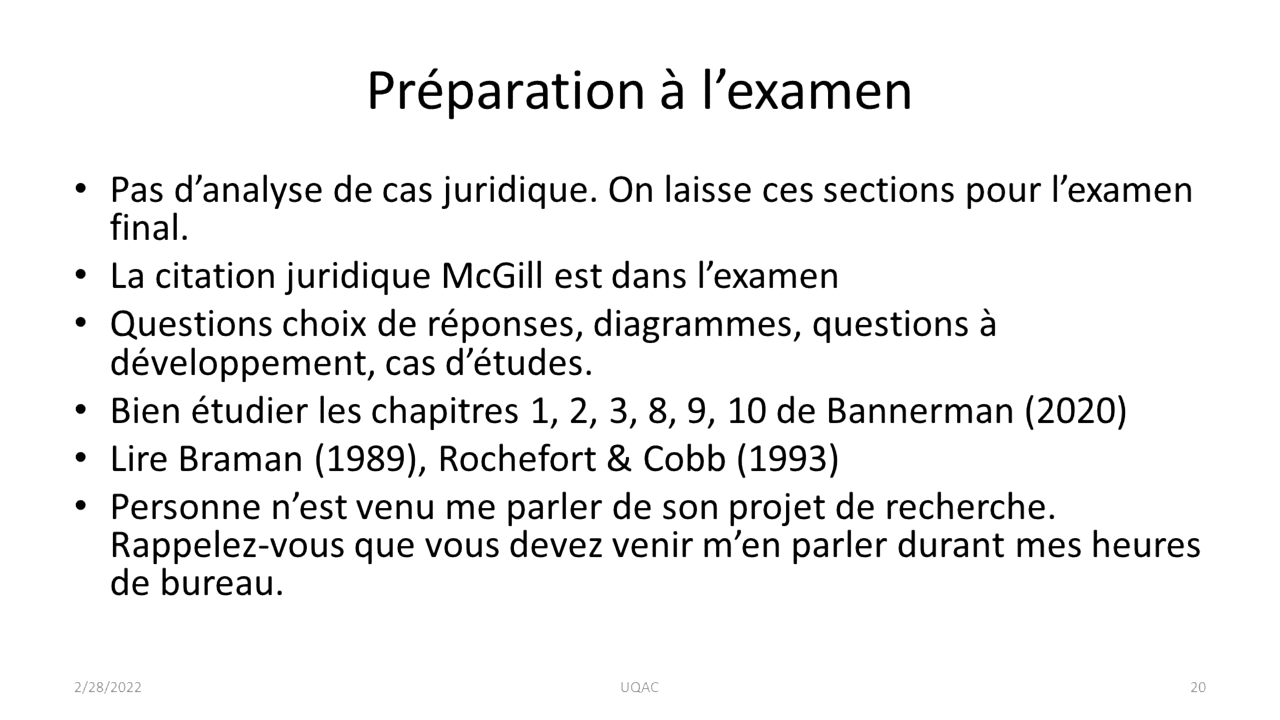 Préparation à l’examen
• Pas d’analyse de cas juridique. On laisse ces sections pour l’examen
final.
• La citation juridique McGill est dans l’examen
• Questions choix de réponses, diagrammes, questions à
développement, cas d’études.
• Bien étudier les chapitres 1, 2, 3, 8, 9, 10 de Bannerman (2020)
• Lire Braman (1989), Rochefort & Cobb (1993)
• Personne n’est venu me parler de son projet de recherche.
Rappelez-vous que vous devez venir m’en parler durant mes heures
de bureau.
2/28/2022 UQAC 20